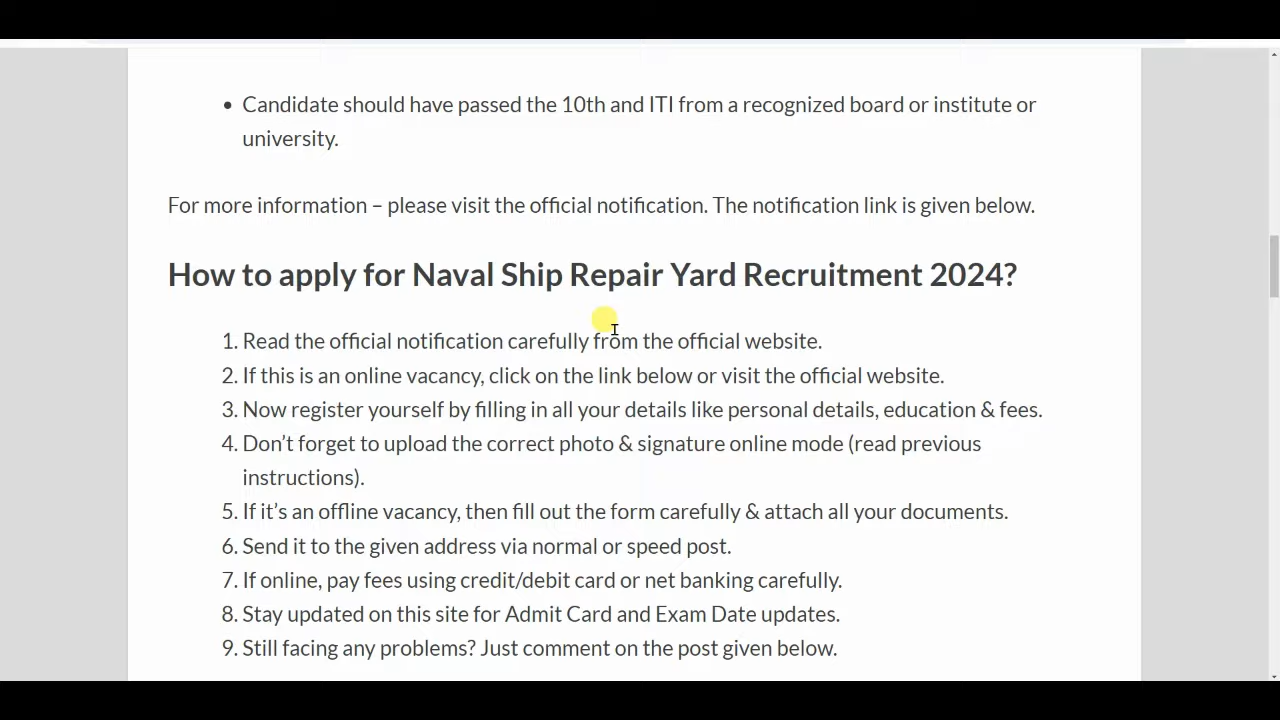 • Candidate should have passed the 10th and ITI from a recognized board or institute or
university.
For more information – please visit the official notification. The notification link is given below.
How to apply for Naval Ship Repair Yard Recruitment 2024?
1. Read the official notification carefully from the official website.
2. If this is an online vacancy, click on the link below or visit the official website.
3. Now register yourself by filling in all your details like personal details, education & fees.
4. Don’t forget to upload the correct photo & signature online mode (read previous
instructions).
5. If it’s an offline vacancy, then fill out the form carefully & attach all your documents.
6. Send it to the given address via normal or speed post.
7. If online, pay fees using credit/debit card or net banking carefully.
8. Stay updated on this site for Admit Card and Exam Date updates.
9. Still facing any problems? Just comment on the post given below.